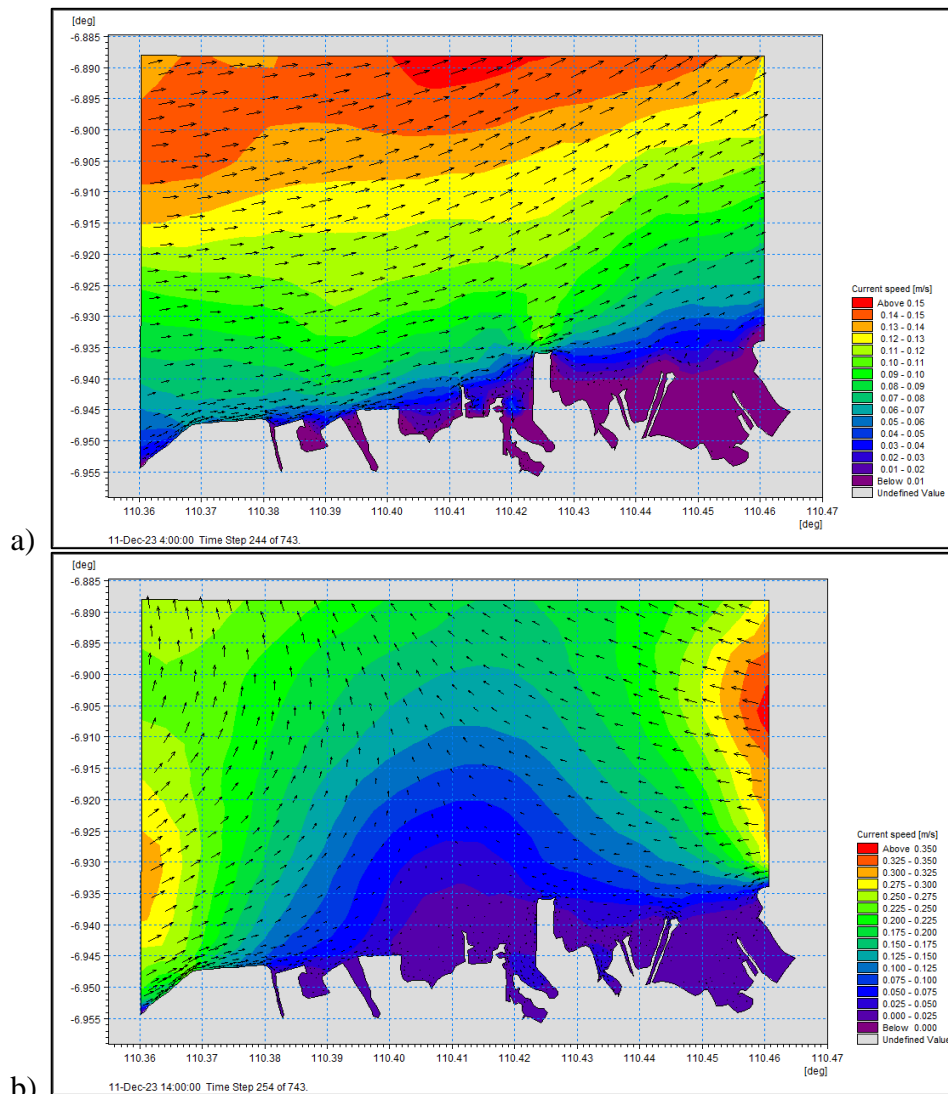 [deg]
-6.885
-6.890
-6.895
-6.900
-6.905
-6.910
-6.915
-6.920
-6.925
-6.930
-6.935
-6.940
-6.945
-6.950
-6.955
110.36 110.37 110.38 110.39 110.40 110.41 110.42 110.43 110.44 110.45 110.46 110.47
[deg]
Current speed [m/s]
Above 0.15
0.14 - 0.15
0.13 - 0.14
0.12 - 0.13
0.11 - 0.12
0.10 - 0.11
0.09 - 0.10
0.08 - 0.09
0.07 - 0.08
0.06 - 0.07
0.05 - 0.06
0.04 - 0.05
0.03 - 0.04
0.02 - 0.03
0.01 - 0.02
Below 0.01
Undefined Value
11-Dec-23 4:00:00 Time Step 244 of 743.
a)
[deg]
-6.885
-6.890
-6.895
-6.900
-6.905
-6.910
-6.915
-6.920
-6.925
-6.930
-6.935
-6.940
-6.945
-6.950
-6.955
110.36 110.37 110.38 110.39 110.40 110.41 110.42 110.43 110.44 110.45 110.46 110.47
[deg]
Current speed [m/s]
Above 0.350
0.325 - 0.350
0.300 - 0.325
0.275 - 0.300
0.250 - 0.275
0.225 - 0.250
0.200 - 0.225
0.175 - 0.200
0.150 - 0.175
0.125 - 0.150
0.100 - 0.125
0.075 - 0.100
0.050 - 0.075
0.025 - 0.050
0.000 - 0.025
Below 0.000
Undefined Value
11-Dec-23 14:00:00 Time Step 254 of 743.
b)